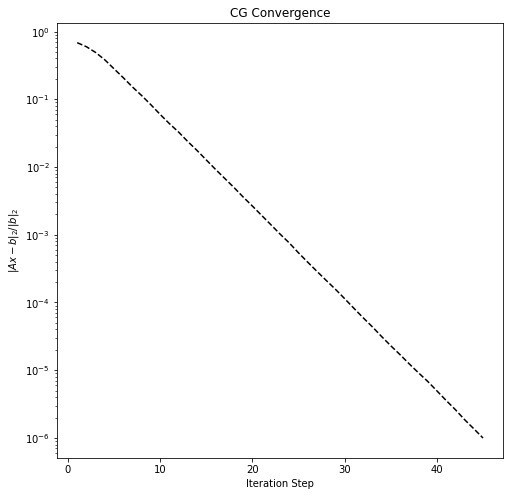 CG Convergence
10⁰
10⁻¹
10⁻²
10⁻³
10⁻⁴
10⁻⁵
10⁻⁶
|Ax − b|₂/|b|₂
0 10 20 30 40
Iteration Step